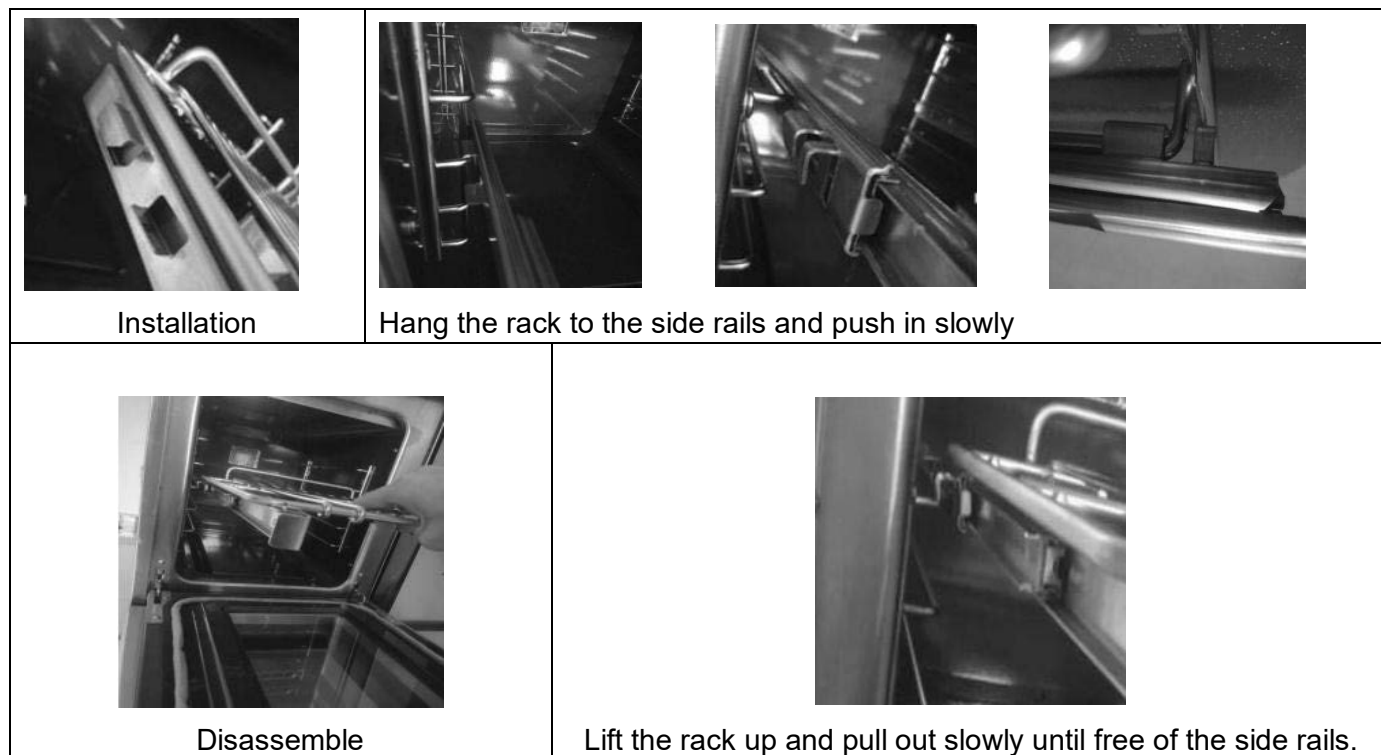 Installation
Hang the rack to the side rails and push in slowly
Disassemble
Lift the rack up and pull out slowly until free of the side rails.